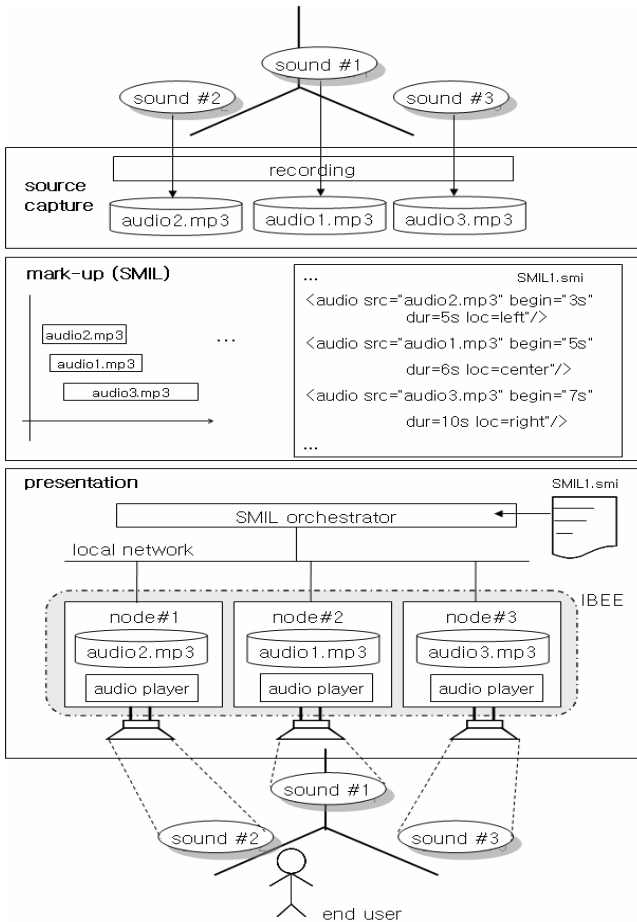 sound #1
sound #2
sound #3
source
capture
recording
audio2.mp3
audio1.mp3
audio3.mp3
mark-up (SMIL)
audio2.mp3
audio1.mp3
audio3.mp3
...
...
SMIL1.smi
<audio src="audio2.mp3" begin="3s"
dur=5s loc=left"/>
<audio src="audio1.mp3" begin="5s"
dur=6s loc=center"/>
<audio src="audio3.mp3" begin="7s"
dur=10s loc=right"/>
...
presentation
SMIL1.smi
SMIL orchestrator
local network
IBEE
node#1
node#2
node#3
audio2.mp3
audio1.mp3
audio3.mp3
audio player
audio player
audio player
sound #1
sound #2
sound #3
end user